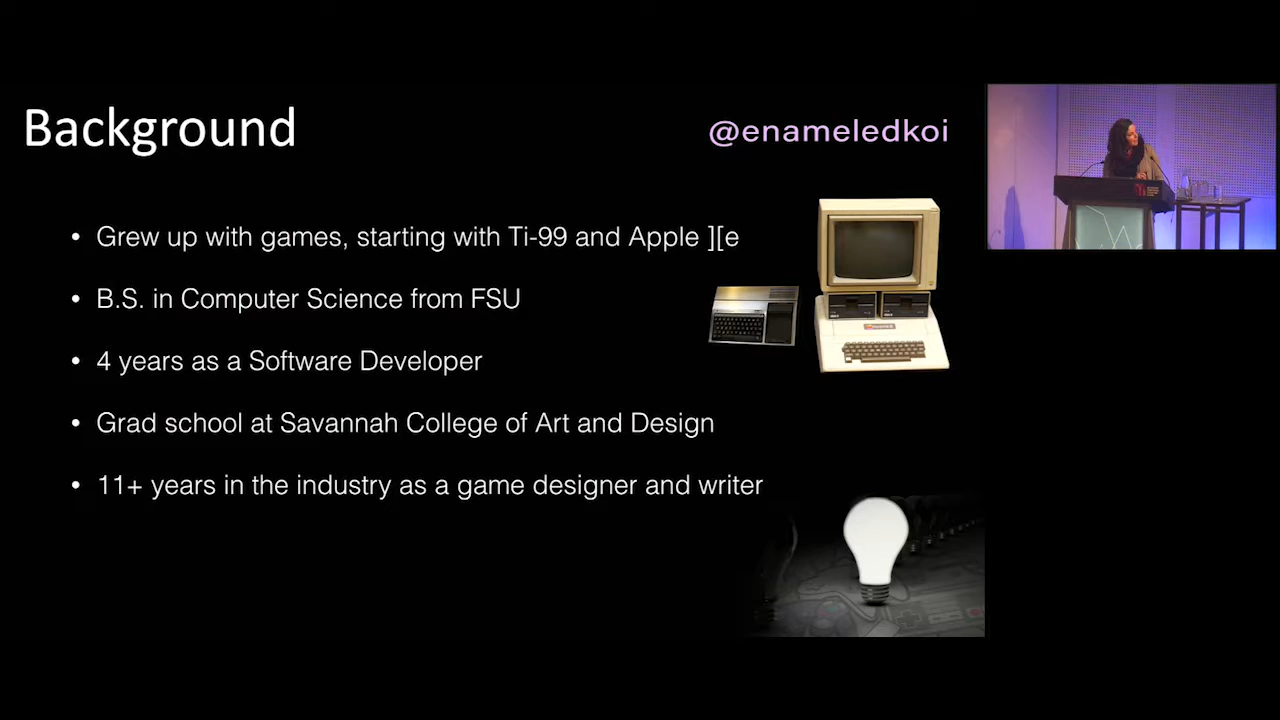 Background
@enameledkoi
• Grew up with games, starting with Ti-99 and Apple ][e
• B.S. in Computer Science from FSU
• 4 years as a Software Developer
• Grad school at Savannah College of Art and Design
• 11+ years in the industry as a game designer and writer